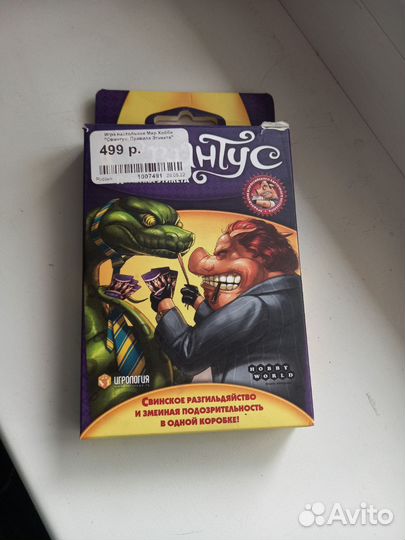 Игра настольная Мир Хобби
"Свинтус. Правила Этикета"
499 р.
1007491
интус
ИГРОЛОГИЯ
HOBBY
WORLD
Свинское разгильдяйство
и змеиная подозрительность
в одной коробке!
Avito